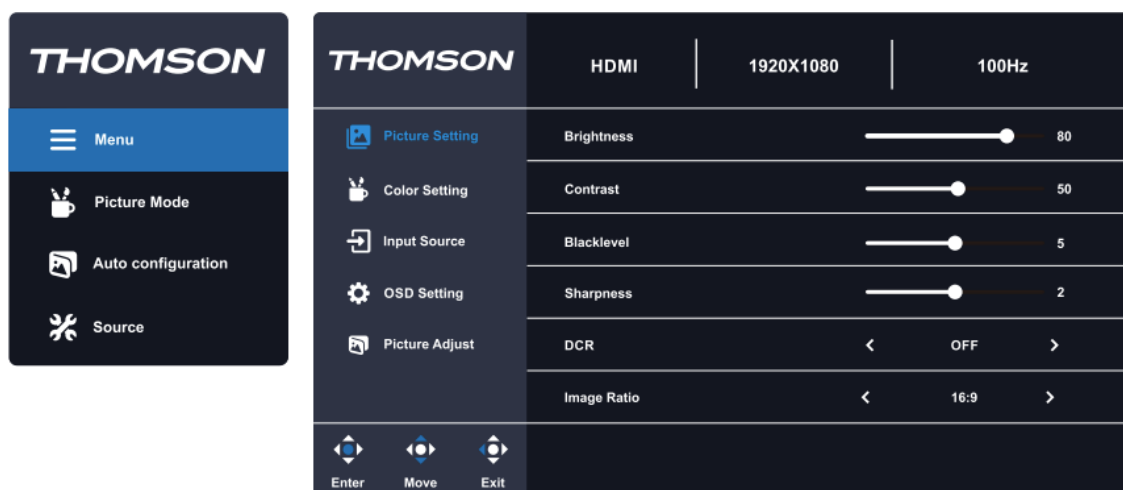 THOMSON
Menu
Picture Mode
Auto configuration
Source
THOMSON
HDMI
1920X1080
100Hz
Picture Setting
Color Setting
Input Source
OSD Setting
Picture Adjust
Brightness 80
Contrast 50
Blacklevel 5
Sharpness 2
DCR OFF
Image Ratio 16:9
Enter Move Exit